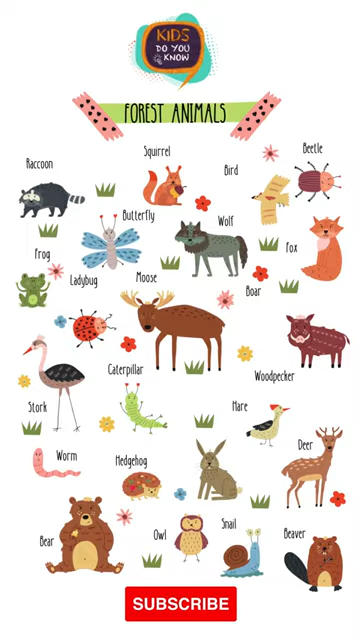 KIDS
DO YOU
KNOW
FOREST ANIMALS
Raccoon
Squirrel
Bird
Beetle
Butterfly
Wolf
Fox
Frog
Ladybug
Moose
Boar
Caterpillar
Woodpecker
Stork
Hare
Deer
Worm
Hedgehog
Bear
Owl
Snail
Beaver
SUBSCRIBE